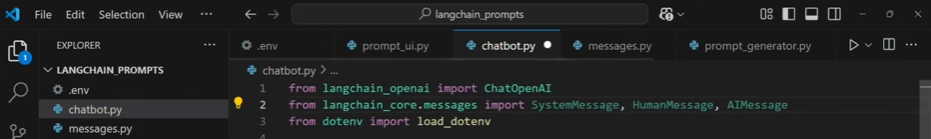 File Edit Selection View ... langchain_prompts
EXPLORER ... .env prompt_ui.py chatbot.py messages.py prompt_generator.py ...
LANGCHAIN_PROMPTS
chatbot.py > ...
.env
1 from langchain_openai import ChatOpenAI
chatbot.py
2 from langchain_core.messages import SystemMessage, HumanMessage, AIMessage
messages.py
3 from dotenv import load_dotenv
1